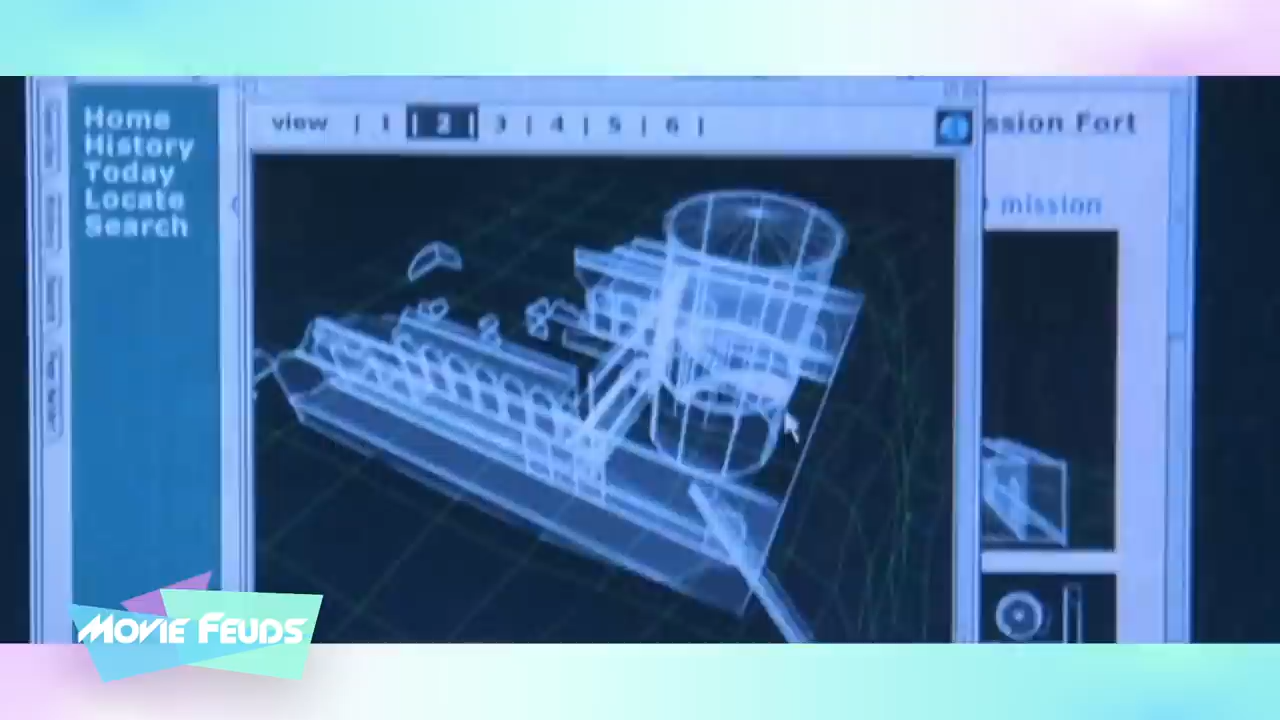 Home
History
Today
Locate
Search
view | 1 | 2 | 3 | 4 | 5 | 6 |
ssion Fort
mission
MOVIE FEUDS